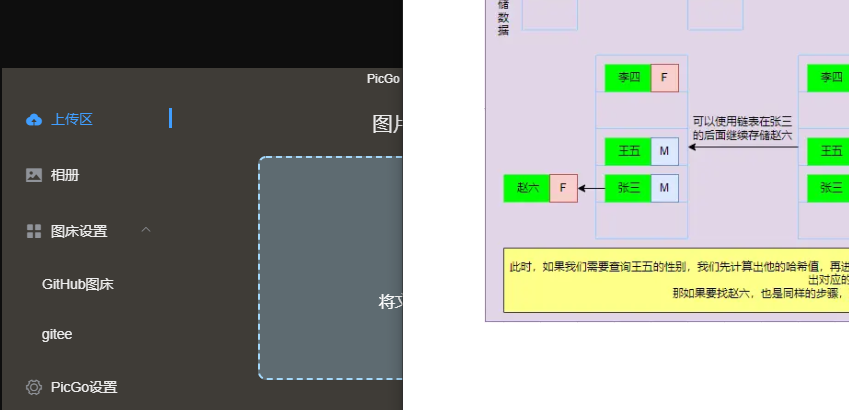 PicGo
上传区
图片
相册
图床设置
GitHub图床
将文
gitee
PicGo设置
储
数
据
李四 F
李四
可以使用链表在张三
的后面继续存储赵六
王五 M
王五
赵六 F
张三 M
张三
此时，如果我们需要查询王五的性别，我们先计算出他的哈希值，再进
出对应的
那如果要找赵六，也是同样的步骤，